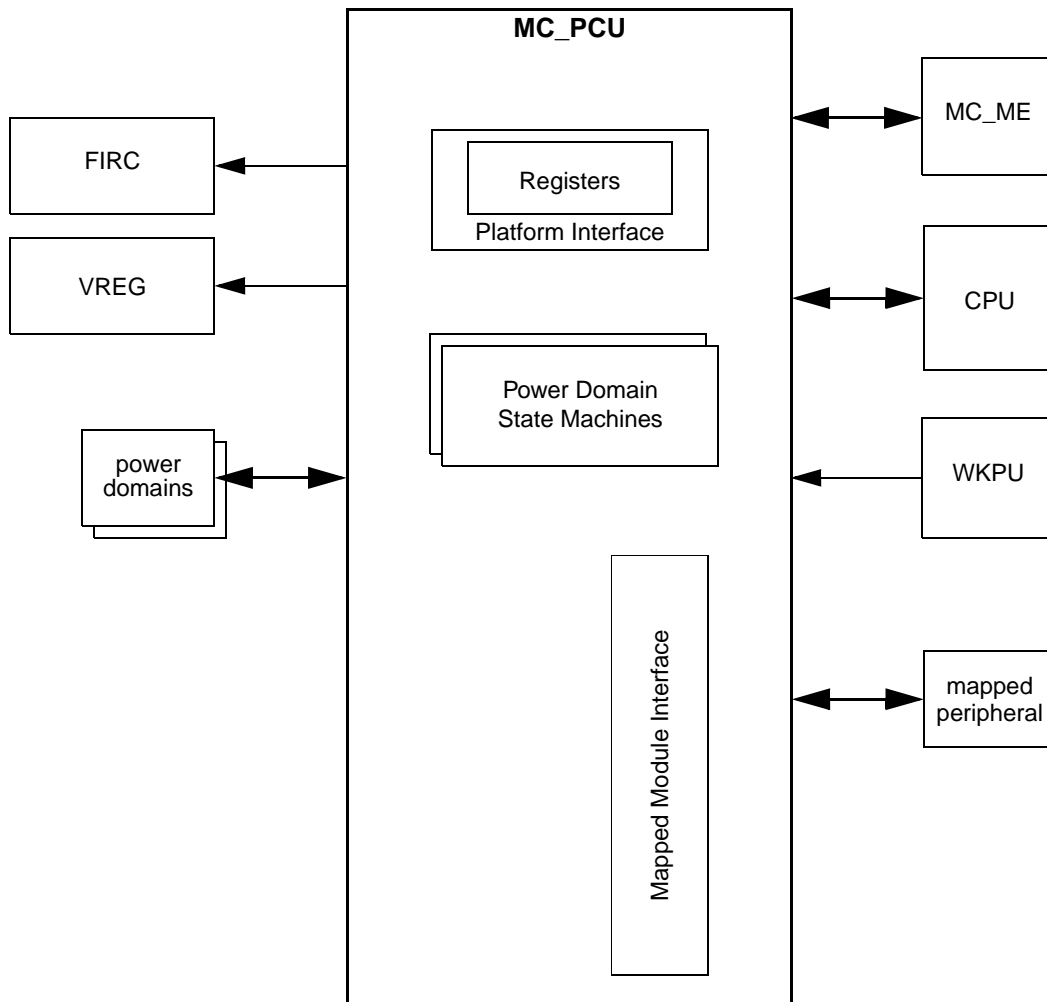 MC_PCU
FIRC
VREG
power
domains
Registers
Platform Interface
Power Domain
State Machines
Mapped Module Interface
MC_ME
CPU
WKPU
mapped
peripheral